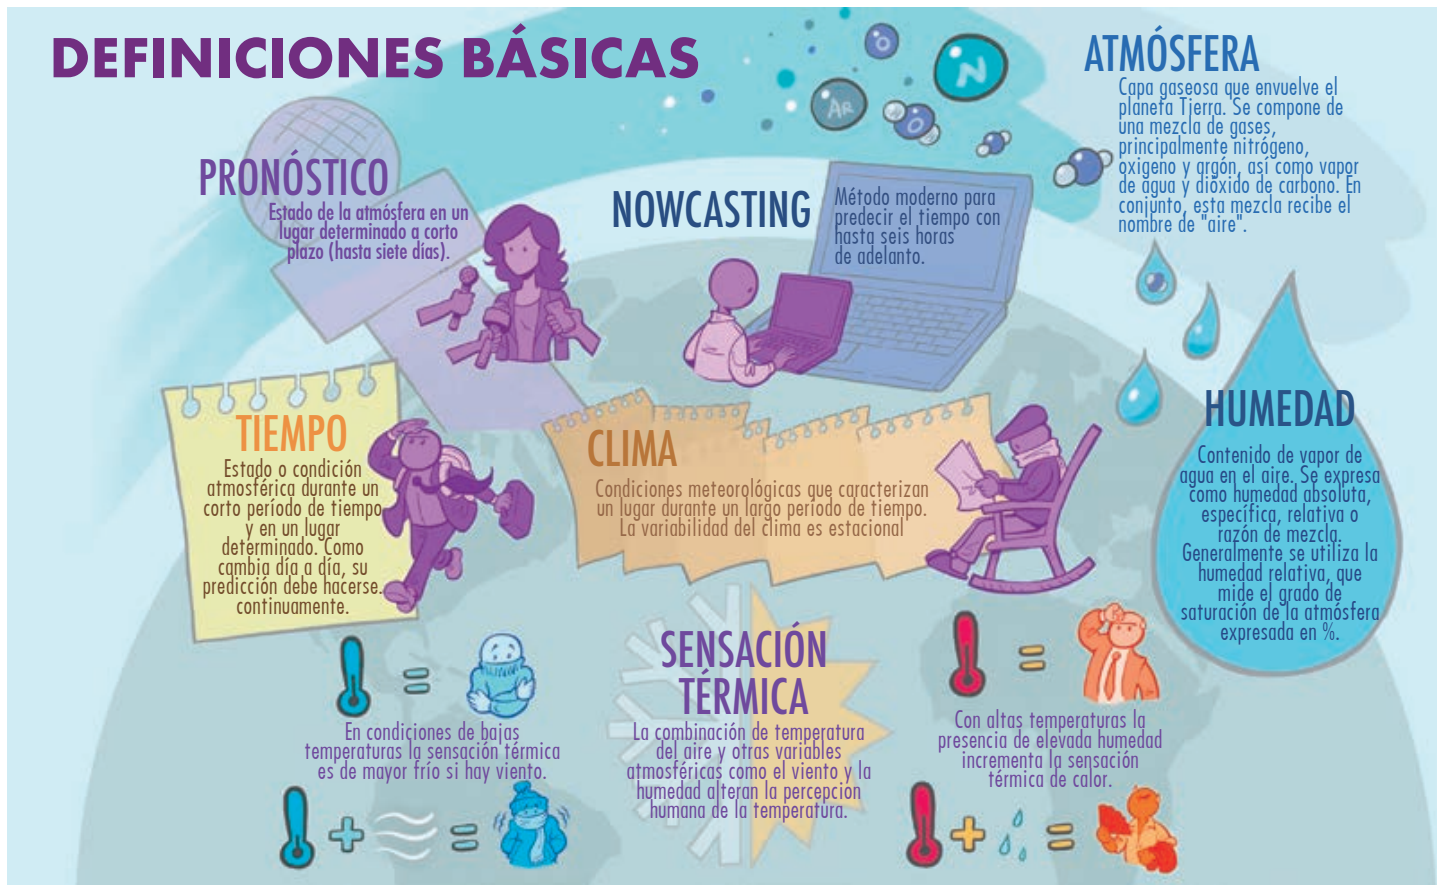 DEFINICIONES BÁSICAS
O
N
AR
O
ATMÓSFERA
Capa gaseosa que envuelve el
planeta Tierra. Se compone de
una mezcla de gases,
principalmente nitrógeno,
oxígeno y argón, así como vapor
de agua y dióxido de carbono. En
conjunto, esta mezcla recibe el
nombre de "aire".
PRONÓSTICO
Estado de la atmósfera en un
lugar determinado a corto
plazo (hasta siete días).
NOWCASTING
Método moderno para
predecir el tiempo con
hasta seis horas
de adelanto.
TIEMPO
Estado o condición
atmosférica durante un
corto período de tiempo
y en un lugar
determinado. Como
cambia día a día, su
predicción debe hacerse.
continuamente.
CLIMA
Condiciones meteorológicas que caracterizan
un lugar durante un largo período de tiempo.
La variabilidad del clima es estacional
HUMEDAD
Contenido de vapor de
agua en el aire. Se expresa
como humedad absoluta,
específica, relativa o
razón de mezcla.
Generalmente se utiliza la
humedad relativa, que
mide el grado de
saturación de la atmósfera
expresada en %.
SENSACIÓN
TÉRMICA
La combinación de temperatura
del aire y otras variables
atmosféricas como el viento y la
humedad alteran la percepción
humana de la temperatura.
=
En condiciones de bajas
temperaturas la sensación térmica
es de mayor frío si hay viento.
+ =
=
Con altas temperaturas la
presencia de elevada humedad
incrementa la sensación
térmica de calor.
+ =